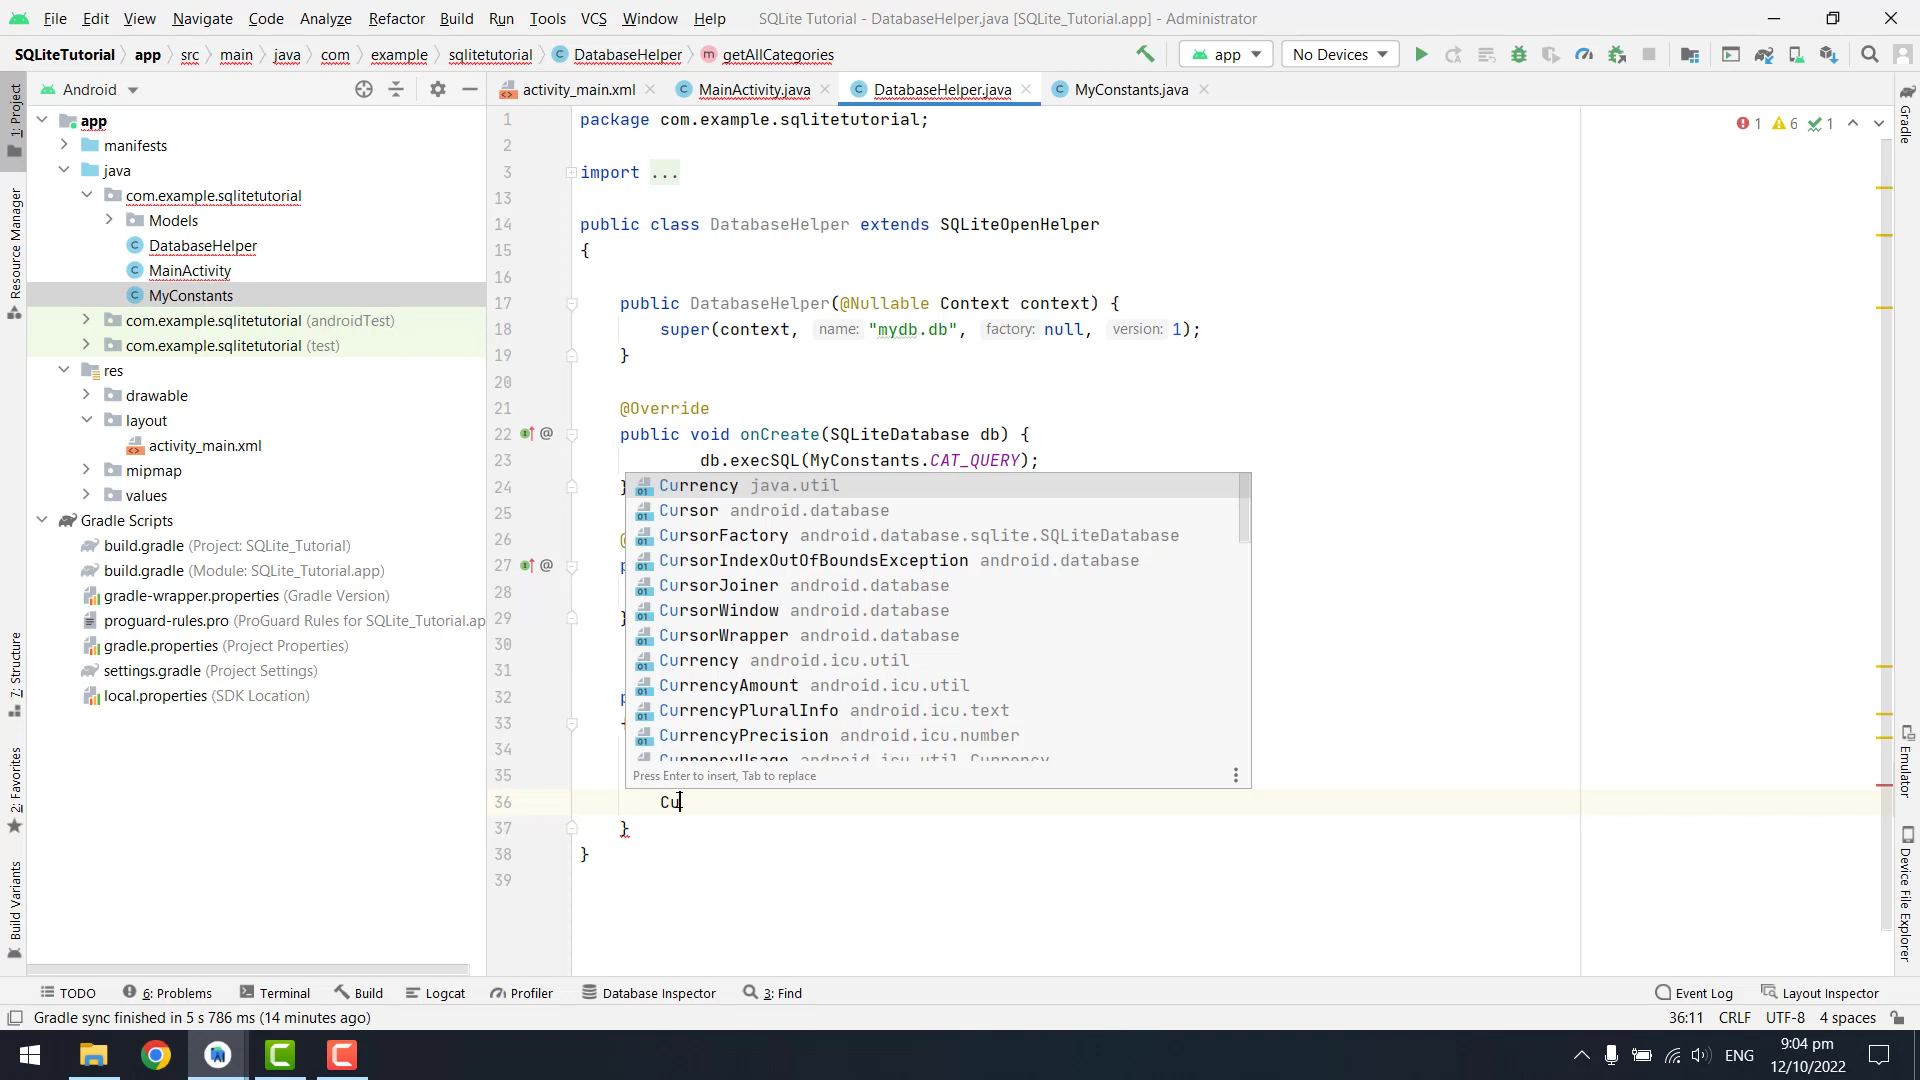 File Edit View Navigate Code Analyze Refactor Build Run Tools VCS Window Help SQLite Tutorial - DatabaseHelper.java [SQLite_Tutorial.app] - Administrator
SQLiteTutorial app src main java com example sqlitetutorial DatabaseHelper getAllCategories app No Devices
Android
activity_main.xml MainActivity.java DatabaseHelper.java MyConstants.java
1: Project
Resource Manager
7: Structure
2: Favorites
Build Variants
app
manifests
java
com.example.sqlitetutorial
Models
DatabaseHelper
MainActivity
MyConstants
com.example.sqlitetutorial (androidTest)
com.example.sqlitetutorial (test)
res
drawable
layout
activity_main.xml
mipmap
values
Gradle Scripts
build.gradle (Project: SQLite_Tutorial)
build.gradle (Module: SQLite_Tutorial.app)
gradle-wrapper.properties (Gradle Version)
proguard-rules.pro (ProGuard Rules for SQLite_Tutorial.ap
gradle.properties (Project Properties)
settings.gradle (Project Settings)
local.properties (SDK Location)
1 package com.example.sqlitetutorial;
2
3 import ...
13
14 public class DatabaseHelper extends SQLiteOpenHelper
15 {
16
17 public DatabaseHelper(@Nullable Context context) {
18 super(context, name: "mydb.db", factory: null, version: 1);
19 }
20
21 @Override
22 public void onCreate(SQLiteDatabase db) {
23 db.execSQL(MyConstants.CAT_QUERY);
24 }
25
26 @
27 p
28
29 }
30
31
32 p
33 {
34
35
36 Cu
37 }
38 }
39
Currency java.util
Cursor android.database
CursorFactory android.database.sqlite.SQLiteDatabase
CursorIndexOutOfBoundsException android.database
CursorJoiner android.database
CursorWindow android.database
CursorWrapper android.database
Currency android.icu.util
CurrencyAmount android.icu.util
CurrencyPluralInfo android.icu.text
CurrencyPrecision android.icu.number
CurrencyUsage android.icu.util.Currency
Press Enter to insert, Tab to replace
1 6 1
Gradle
Emulator
Device File Explorer
TODO 6: Problems Terminal Build Logcat Profiler Database Inspector 3: Find Event Log Layout Inspector
Gradle sync finished in 5 s 786 ms (14 minutes ago) 36:11 CRLF UTF-8 4 spaces
ENG
9:04 pm
12/10/2022